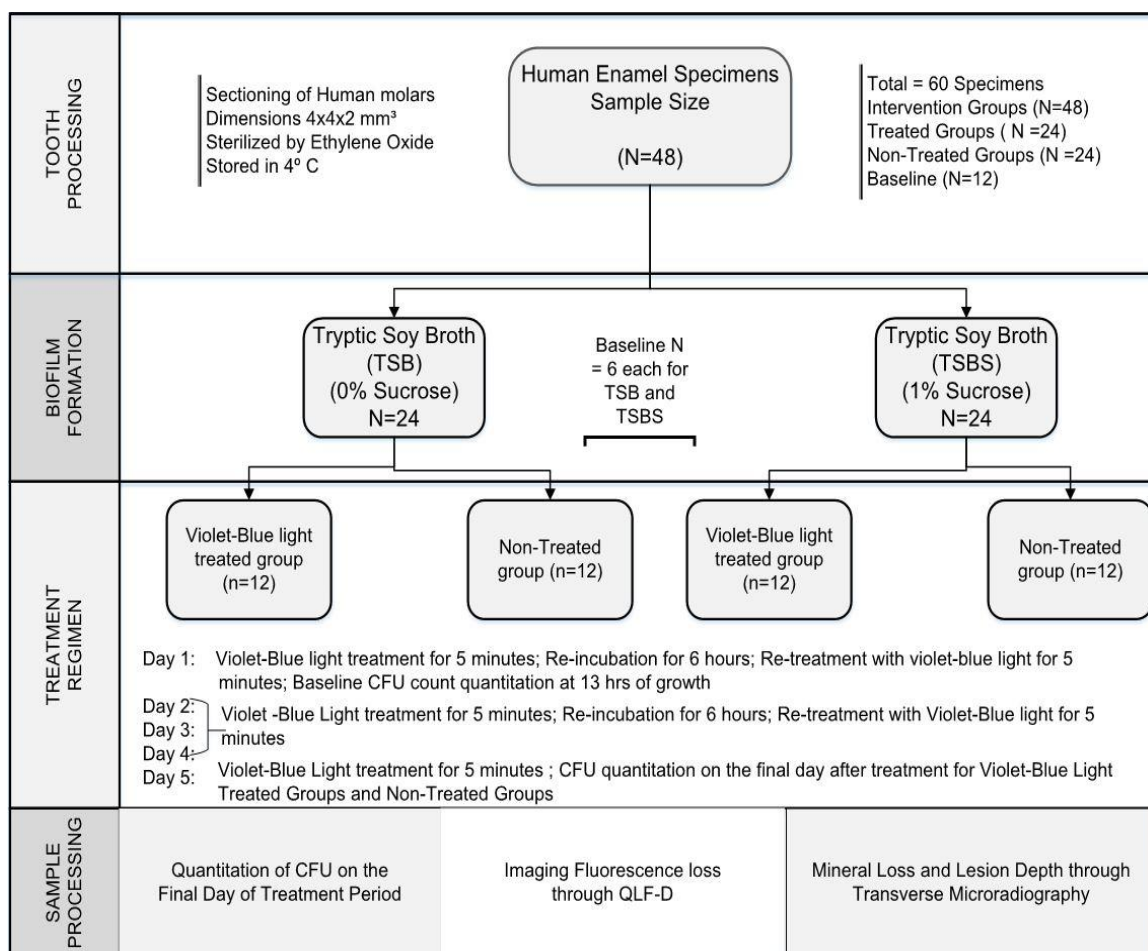 TOOTH
PROCESSING
Sectioning of Human molars
Dimensions 4x4x2 mm³
Sterilized by Ethylene Oxide
Stored in 4º C
Human Enamel Specimens
Sample Size
(N=48)
Total = 60 Specimens
Intervention Groups (N=48)
Treated Groups ( N =24)
Non-Treated Groups (N =24)
Baseline (N=12)
BIOFILM
FORMATION
Tryptic Soy Broth
(TSB)
(0% Sucrose)
N=24
Baseline N
= 6 each for
TSB and
TSBS
Tryptic Soy Broth
(TSBS)
(1% Sucrose)
N=24
TREATMENT
REGIMEN
Violet-Blue light
treated group
(n=12)
Non-Treated
group (n=12)
Violet-Blue light
treated group
(n=12)
Non-Treated
group (n=12)
Day 1: Violet-Blue light treatment for 5 minutes; Re-incubation for 6 hours; Re-treatment with violet-blue light for 5
minutes; Baseline CFU count quantitation at 13 hrs of growth
Day 2:
Day 3:
Day 4:
Violet -Blue Light treatment for 5 minutes; Re-incubation for 6 hours; Re-treatment with Violet-Blue light for 5
minutes
Day 5: Violet-Blue Light treatment for 5 minutes ; CFU quantitation on the final day after treatment for Violet-Blue Light
Treated Groups and Non-Treated Groups
SAMPLE
PROCESSING
Quantitation of CFU on the
Final Day of Treatment Period
Imaging Fluorescence loss
through QLF-D
Mineral Loss and Lesion Depth through
Transverse Microradiography